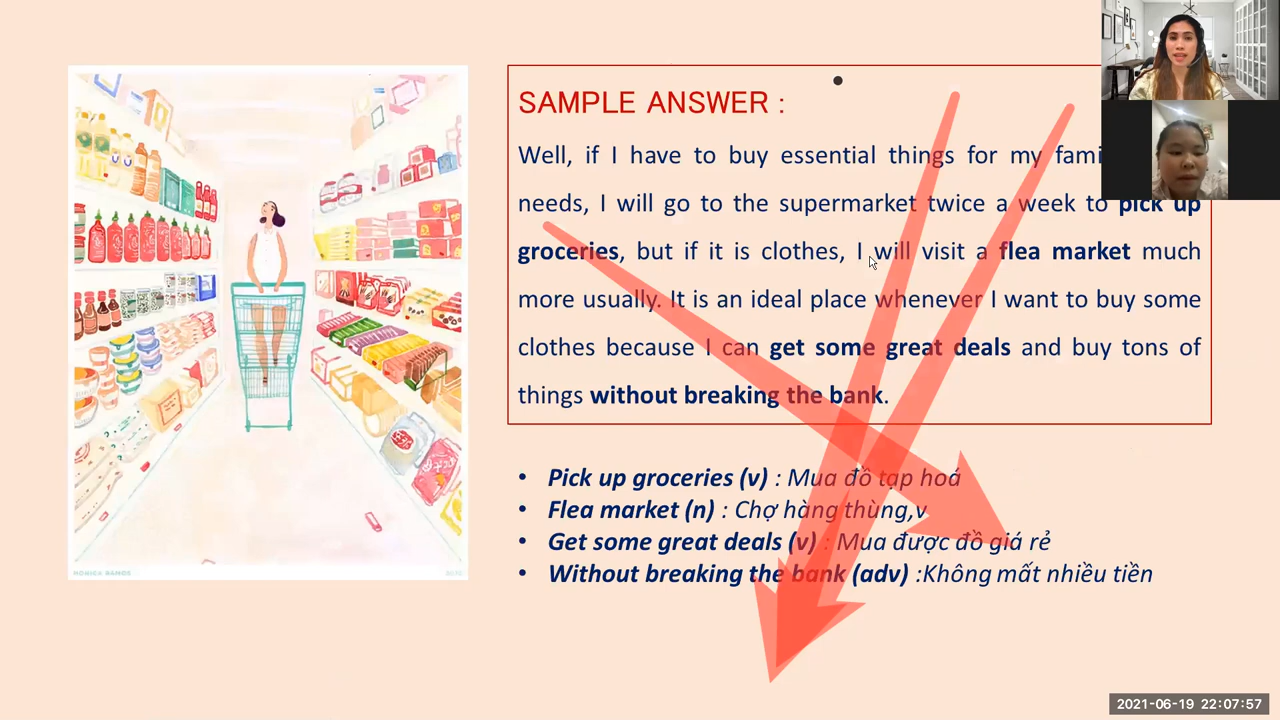 SAMPLE ANSWER :
Well, if I have to buy essential things for my
needs, I will go to the supermarket twice a week to pick up
groceries, but if it is clothes, I will visit a flea market much
more usually. It is an ideal place whenever I want to buy some
clothes because I can get some great deals and buy tons of
things without breaking the bank.
• Pick up groceries (v) : Mua đồ tạp hoá
• Flea market (n) : Chợ hàng thùng,v
• Get some great deals (v) : Mua được đồ giá rẻ
• Without breaking the bank (adv) :Không mất nhiều tiền
MONICA RAMOS
2021-06-19 22:07:57